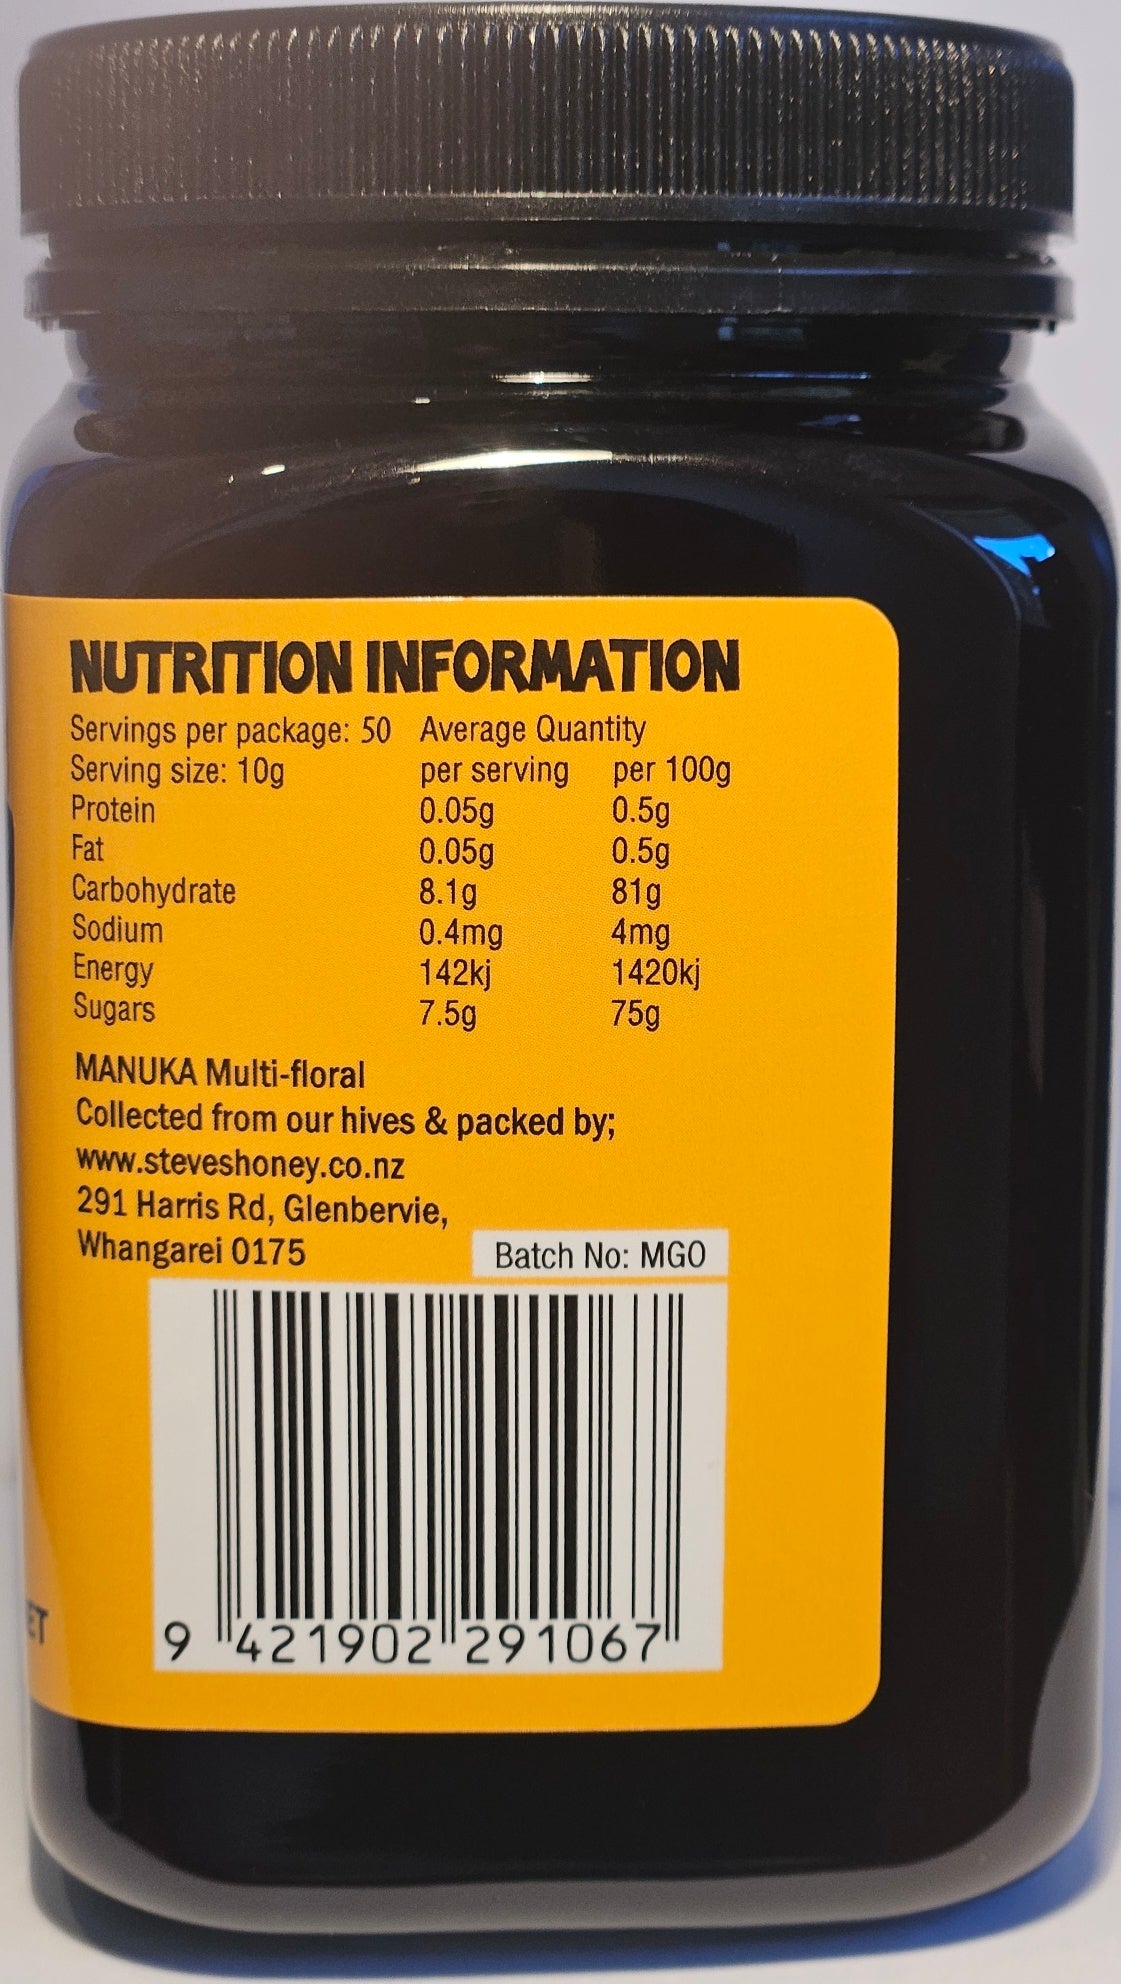 NUTRITION INFORMATION
Servings per package: 50 Average Quantity
Serving size: 10g per serving per 100g
Protein 0.05g 0.5g
Fat 0.05g 0.5g
Carbohydrate 8.1g 81g
Sodium 0.4mg 4mg
Energy 142kj 1420kj
Sugars 7.5g 75g
MANUKA Multi-floral
Collected from our hives & packed by;
www.steveshoney.co.nz
291 Harris Rd, Glenbervie,
Whangarei 0175
Batch No: MGO
ET
9 421902 291067